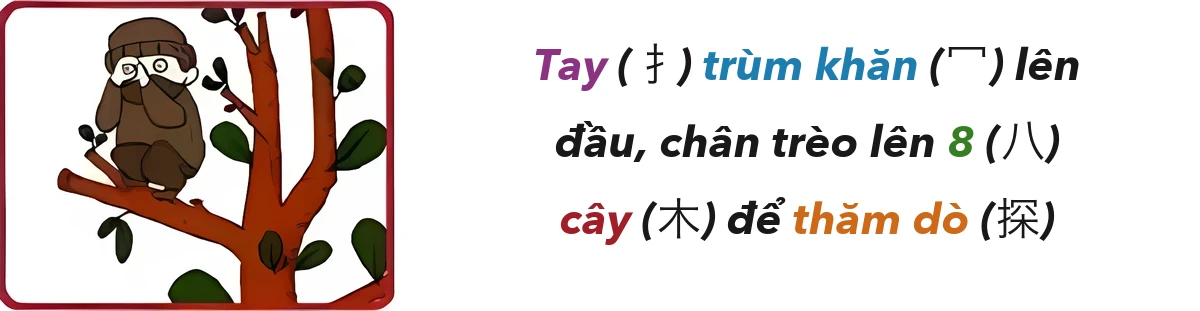 Tay (扌) trùm khăn (冖) lên
đầu, chân trèo lên 8 (八)
cây (木) để thăm dò (探)